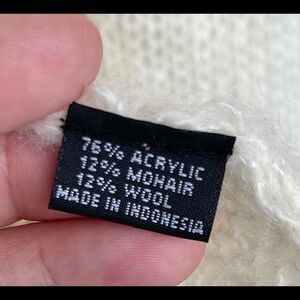 76% ACRYLIC
12% MOHAIR
12% WOOL
MADE IN INDONESIA